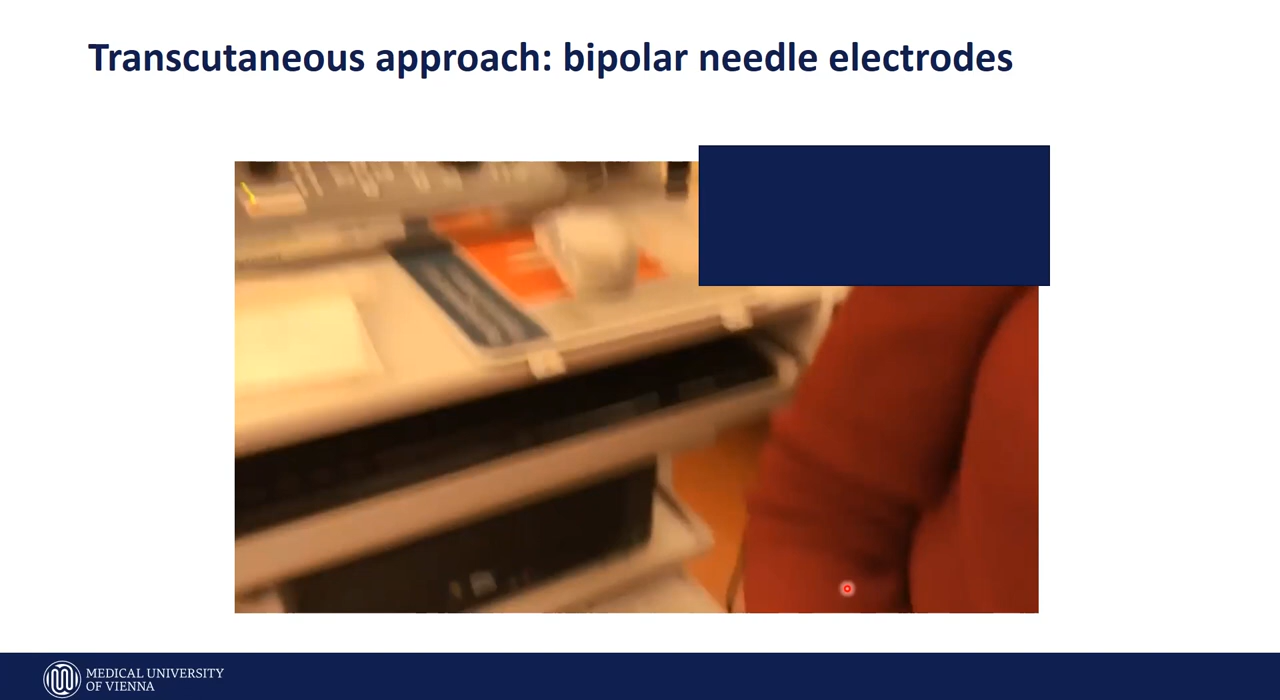 Transcutaneous approach: bipolar needle electrodes
MEDICAL UNIVERSITY
OF VIENNA